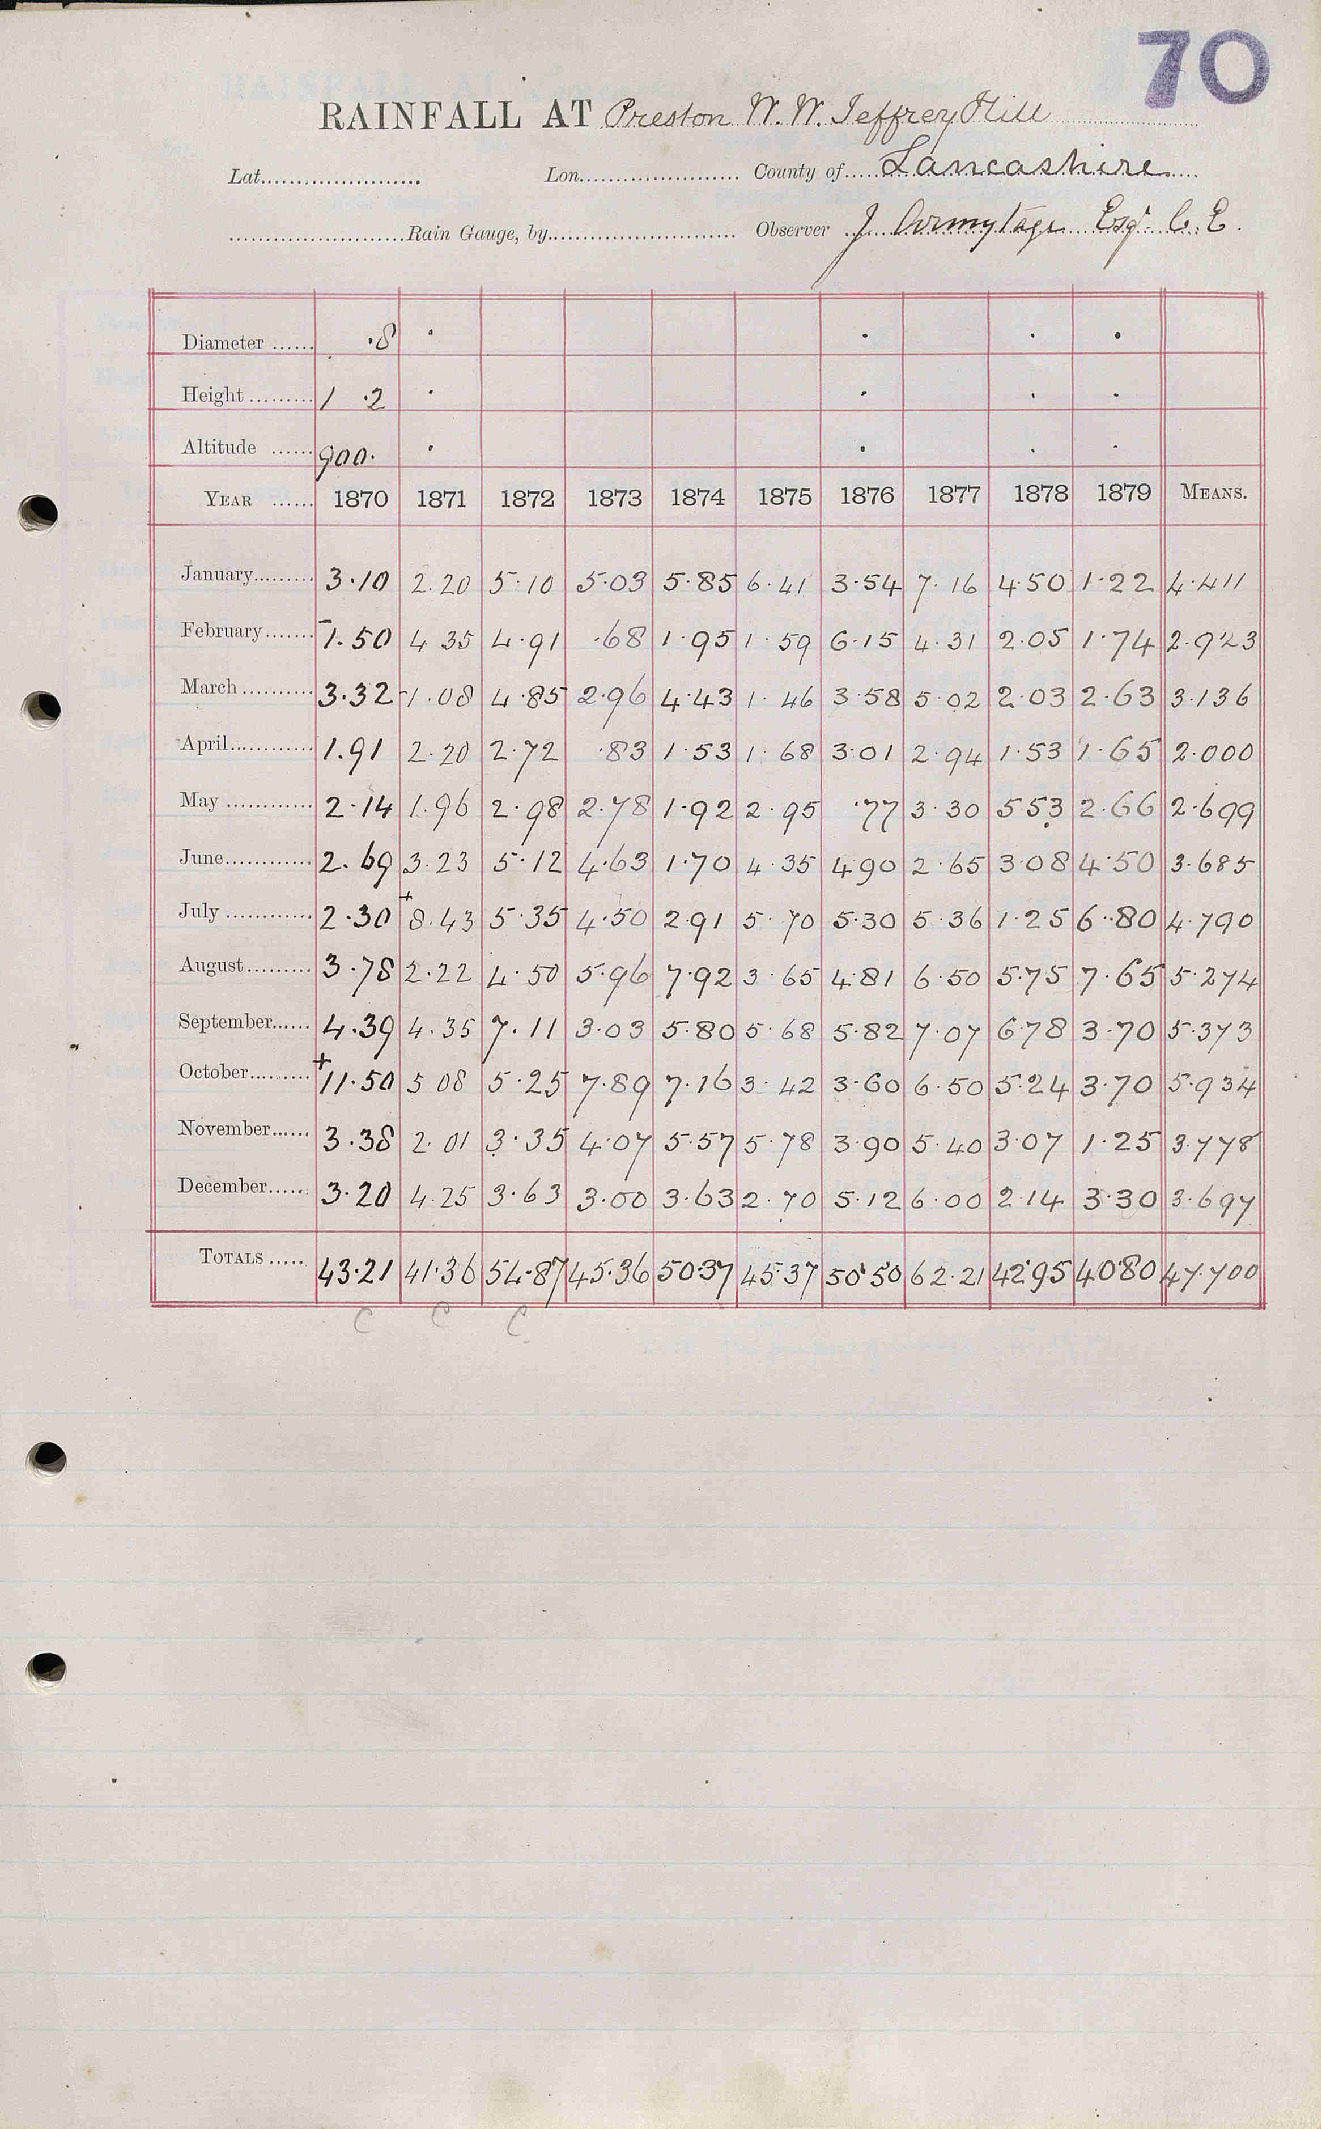 70
RAINFALL AT Preston W. W. Jeffrey Hill
Lat...................... Lon...................... County of..... Lancashire
........................Rain Gauge, by......................... Observer J Armytage Esqr C. E.
Diameter ...... .8 . . . .
Height ......... 1 .2 . . . .
Altitude ...... 900. . . . .
YEAR ...... 1870 1871 1872 1873 1874 1875 1876 1877 1878 1879 MEANS.
January......... 3.10 2.20 5.10 5.03 5.85 6.41 3.54 7.16 4.50 1.22 4.411
February....... -1.50 4.35 4.91 .68 1.95 1.59 6.15 4.31 2.05 1.74 2.923
March .......... 3.32 -1.08 4.85 2.96 4.43 1.46 3.58 5.02 2.03 2.63 3.136
April............ 1.91 2.20 2.72 .83 1.53 1.68 3.01 2.94 1.53 1.65 2.000
May ............ 2.14 1.96 2.98 2.78 1.92 2.95 .77 3.30 5.53 2.66 2.699
June............ 2.69 3.23 5.12 4.63 1.70 4.35 4.90 2.65 3.08 4.50 3.685
July ............ 2.30 +8.43 5.35 4.50 2.91 5.70 5.30 5.36 1.25 6.80 4.790
August......... 3.78 2.22 4.50 5.96 7.92 3.65 4.81 6.50 5.75 7.65 5.274
September...... 4.39 4.35 7.11 3.03 5.80 5.68 5.82 7.07 6.78 3.70 5.373
October......... +11.50 5.08 5.25 7.89 7.16 3.42 3.60 6.50 5.24 3.70 5.934
November...... 3.38 2.01 3.35 4.07 5.57 5.78 3.90 5.40 3.07 1.25 3.778
December...... 3.20 4.25 3.63 3.00 3.63 2.70 5.12 6.00 2.14 3.30 3.697
TOTALS ..... 43.21 41.36 54.87 45.36 50.37 45.37 50.50 62.21 42.95 40.80 47.700
C C C